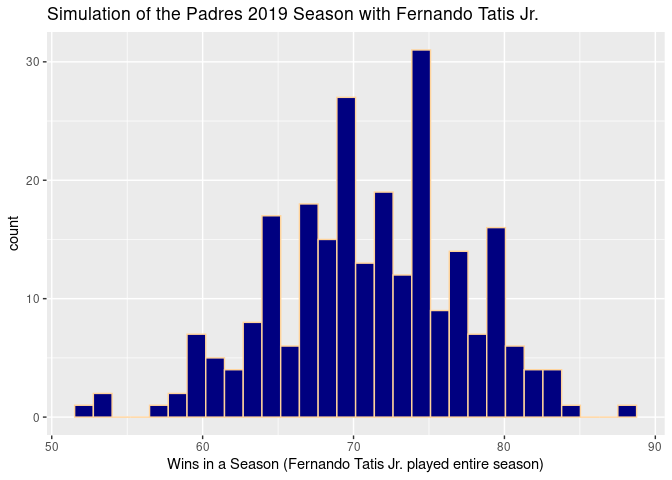 Simulation of the Padres 2019 Season with Fernando Tatis Jr.
30
20
10
0
count
50 60 70 80 90
Wins in a Season (Fernando Tatis Jr. played entire season)